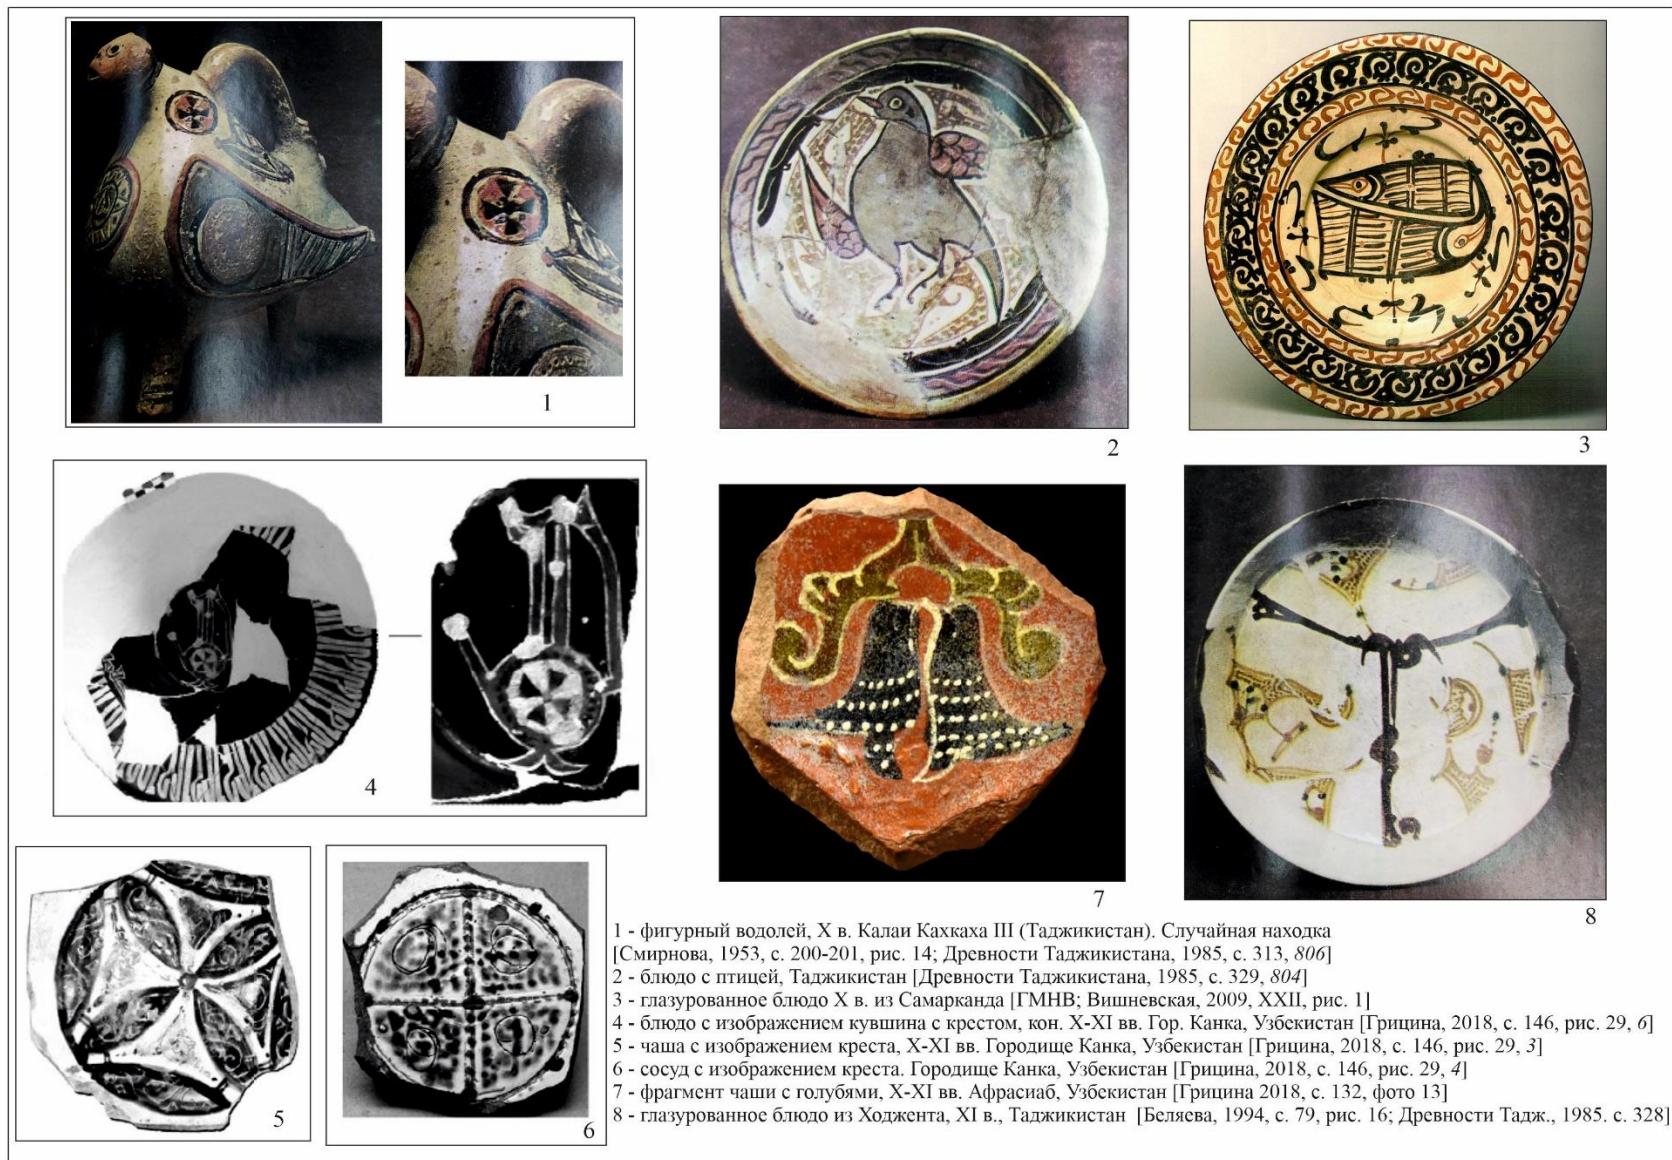 1
2
3
4
5
6
7
8
1 - фигурный водолей, X в. Калаи Кахкаха III (Таджикистан). Случайная находка
[Смирнова, 1953, с. 200-201, рис. 14; Древности Таджикистана, 1985, с. 313, 806]
2 - блюдо с птицей, Таджикистан [Древности Таджикистана, 1985, с. 329, 804]
3 - глазурованное блюдо X в. из Самарканда [ГМНВ; Вишневская, 2009, XXII, рис. 1]
4 - блюдо с изображением кувшина с крестом, кон. X-XI вв. Гор. Канка, Узбекистан [Грицина, 2018, с. 146, рис. 29, 6]
5 - чаша с изображением креста, X-XI вв. Городище Канка, Узбекистан [Грицина, 2018, с. 146, рис. 29, 3]
6 - сосуд с изображением креста. Городище Канка, Узбекистан [Грицина, 2018, с. 146, рис. 29, 4]
7 - фрагмент чаши с голубями, X-XI вв. Афрасиаб, Узбекистан [Грицина 2018, с. 132, фото 13]
8 - глазурованное блюдо из Ходжента, XI в., Таджикистан [Беляева, 1994, с. 79, рис. 16; Древности Тадж., 1985. с. 328]